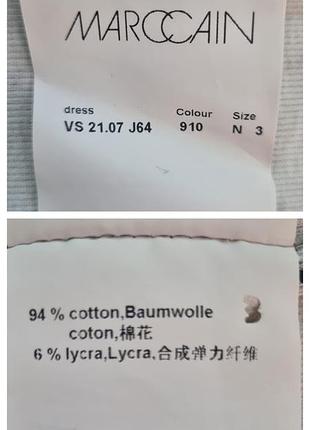 MARCCAIN
dress Colour Size
VS 21.07 J64 910 N 3
94 % cotton,Baumwolle
coton,棉花
6 % lycra,Lycra,合成弹力纤维
3